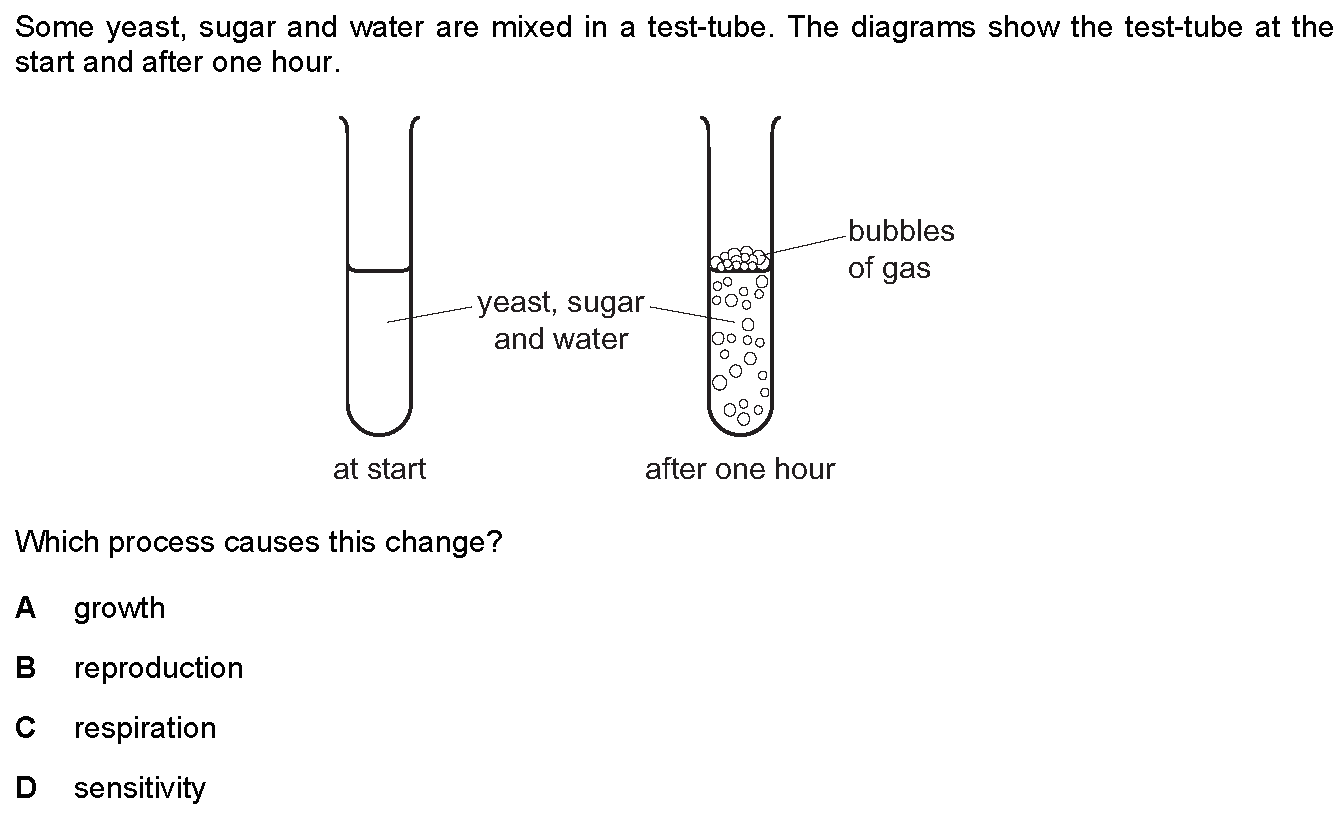 Some yeast, sugar and water are mixed in a test-tube. The diagrams show the test-tube at the
start and after one hour.
bubbles
of gas
yeast, sugar
and water
at start
after one hour
Which process causes this change?
A growth
B reproduction
C respiration
D sensitivity